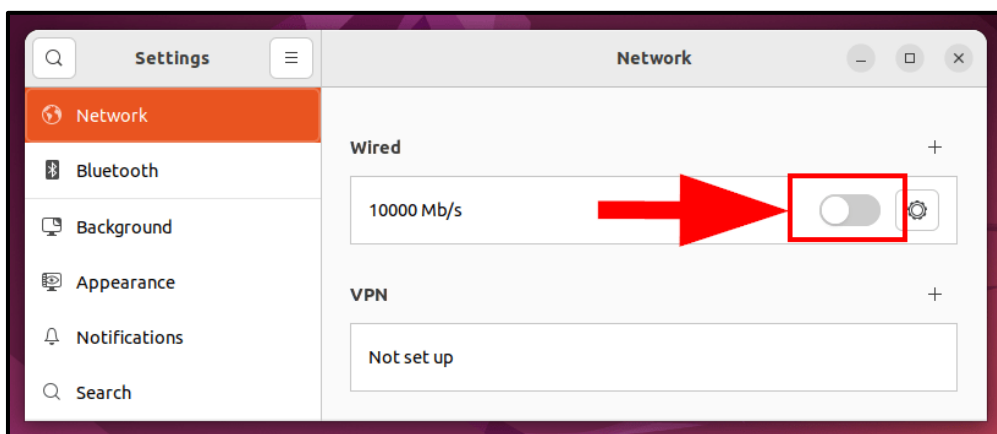 Settings
Network
Network
Bluetooth
Background
Appearance
Notifications
Search
Wired
10000 Mb/s
VPN
Not set up